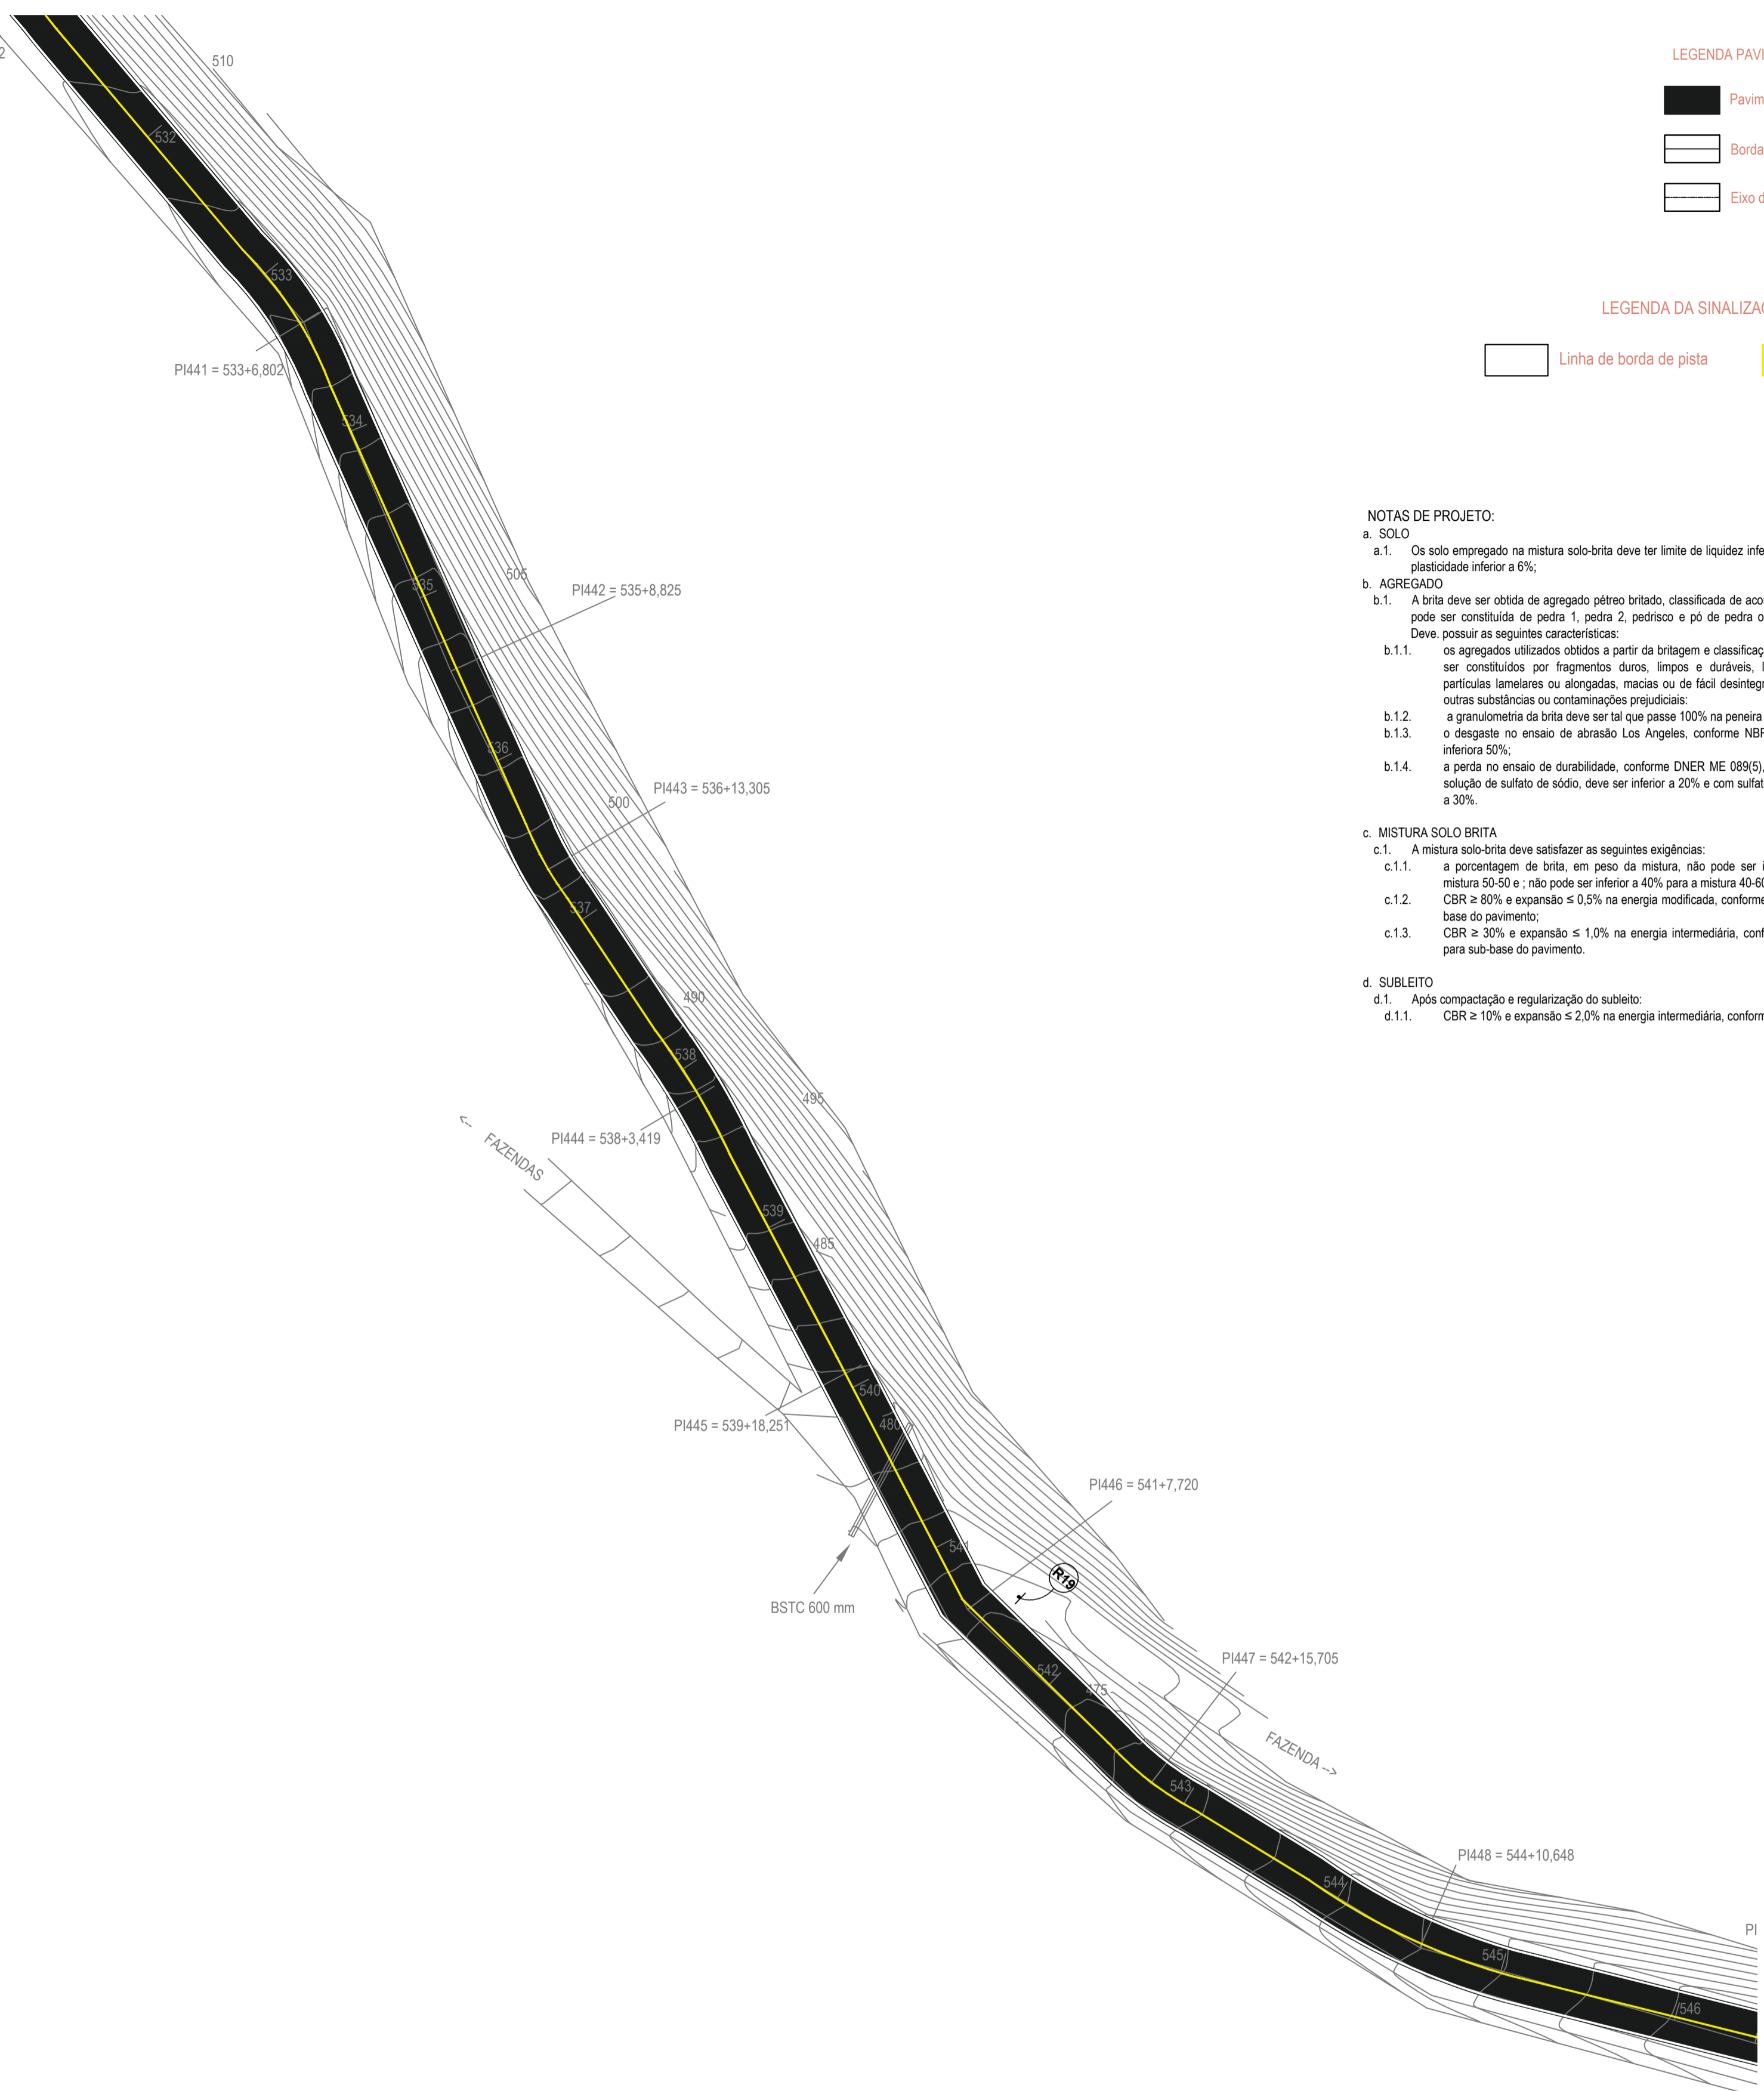 2
510
532
533
PI441 = 533+6,802
534
505
535
PI442 = 535+8,825
536
500
PI443 = 536+13,305
537
490
538
495
PI444 = 538+3,419
<-- FAZENDAS
539
485
540
PI445 = 539+18,251
480
PI446 = 541+7,720
541
R19
BSTC 600 mm
PI447 = 542+15,705
542
475
FAZENDA -->
543
PI448 = 544+10,648
544
PI
545
546
LEGENDA PAVI
Pavim
Borda
Eixo d
LEGENDA DA SINALIZA
Linha de borda de pista
NOTAS DE PROJETO:
a. SOLO
a.1. Os solo empregado na mistura solo-brita deve ter limite de liquidez infe
plasticidade inferior a 6%;
b. AGREGADO
b.1. A brita deve ser obtida de agregado pétreo britado, classificada de aco
pode ser constituída de pedra 1, pedra 2, pedrisco e pó de pedra o
Deve. possuir as seguintes características:
b.1.1. os agregados utilizados obtidos a partir da britagem e classificaç
ser constituídos por fragmentos duros, limpos e duráveis, l
partículas lamelares ou alongadas, macias ou de fácil desintegr
outras substâncias ou contaminações prejudiciais:
b.1.2. a granulometria da brita deve ser tal que passe 100% na peneira
b.1.3. o desgaste no ensaio de abrasão Los Angeles, conforme NBR
inferiora 50%;
b.1.4. a perda no ensaio de durabilidade, conforme DNER ME 089(5),
solução de sulfato de sódio, deve ser inferior a 20% e com sulfat
a 30%.
c. MISTURA SOLO BRITA
c.1. A mistura solo-brita deve satisfazer as seguintes exigências:
c.1.1. a porcentagem de brita, em peso da mistura, não pode ser i
mistura 50-50 e ; não pode ser inferior a 40% para a mistura 40-60
c.1.2. CBR ≥ 80% e expansão ≤ 0,5% na energia modificada, conforme
base do pavimento;
c.1.3. CBR ≥ 30% e expansão ≤ 1,0% na energia intermediária, conf
para sub-base do pavimento.
d. SUBLEITO
d.1. Após compactação e regularização do subleito:
d.1.1. CBR ≥ 10% e expansão ≤ 2,0% na energia intermediária, conform